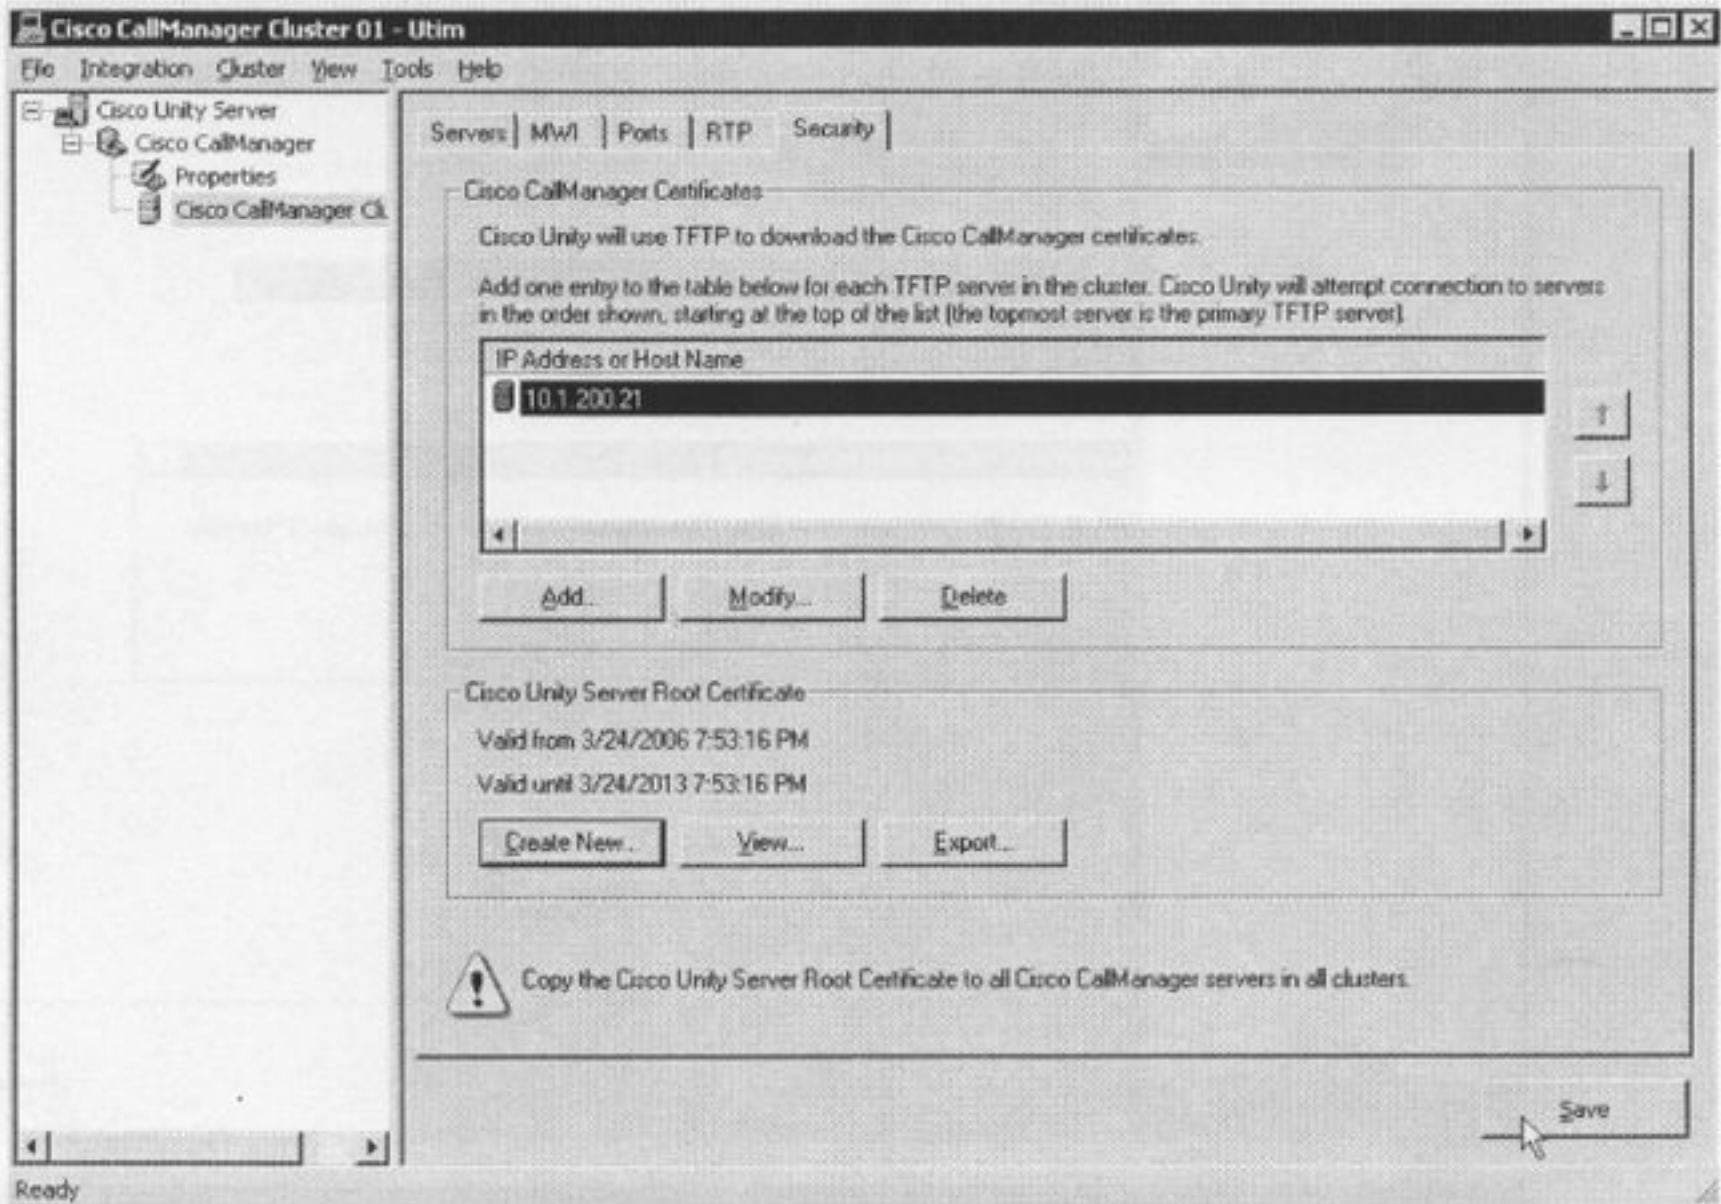 Cisco CallManager Cluster 01 - Utim
File Integration Cluster View Tools Help
Cisco Unity Server
Cisco CallManager
Properties
Cisco CallManager Clu
Servers MWI Ports RTP Security
Cisco CallManager Certificates
Cisco Unity will use TFTP to download the Cisco CallManager certificates.
Add one entry to the table below for each TFTP server in the cluster. Cisco Unity will attempt connection to servers
in the order shown, starting at the top of the list (the topmost server is the primary TFTP server).
IP Address or Host Name
10.1.200.21
Add...
Modify...
Delete
Cisco Unity Server Root Certificate
Valid from 3/24/2006 7:53:16 PM
Valid until 3/24/2013 7:53:16 PM
Create New...
View...
Export...
Copy the Cisco Unity Server Root Certificate to all Cisco CallManager servers in all clusters.
Save
Ready